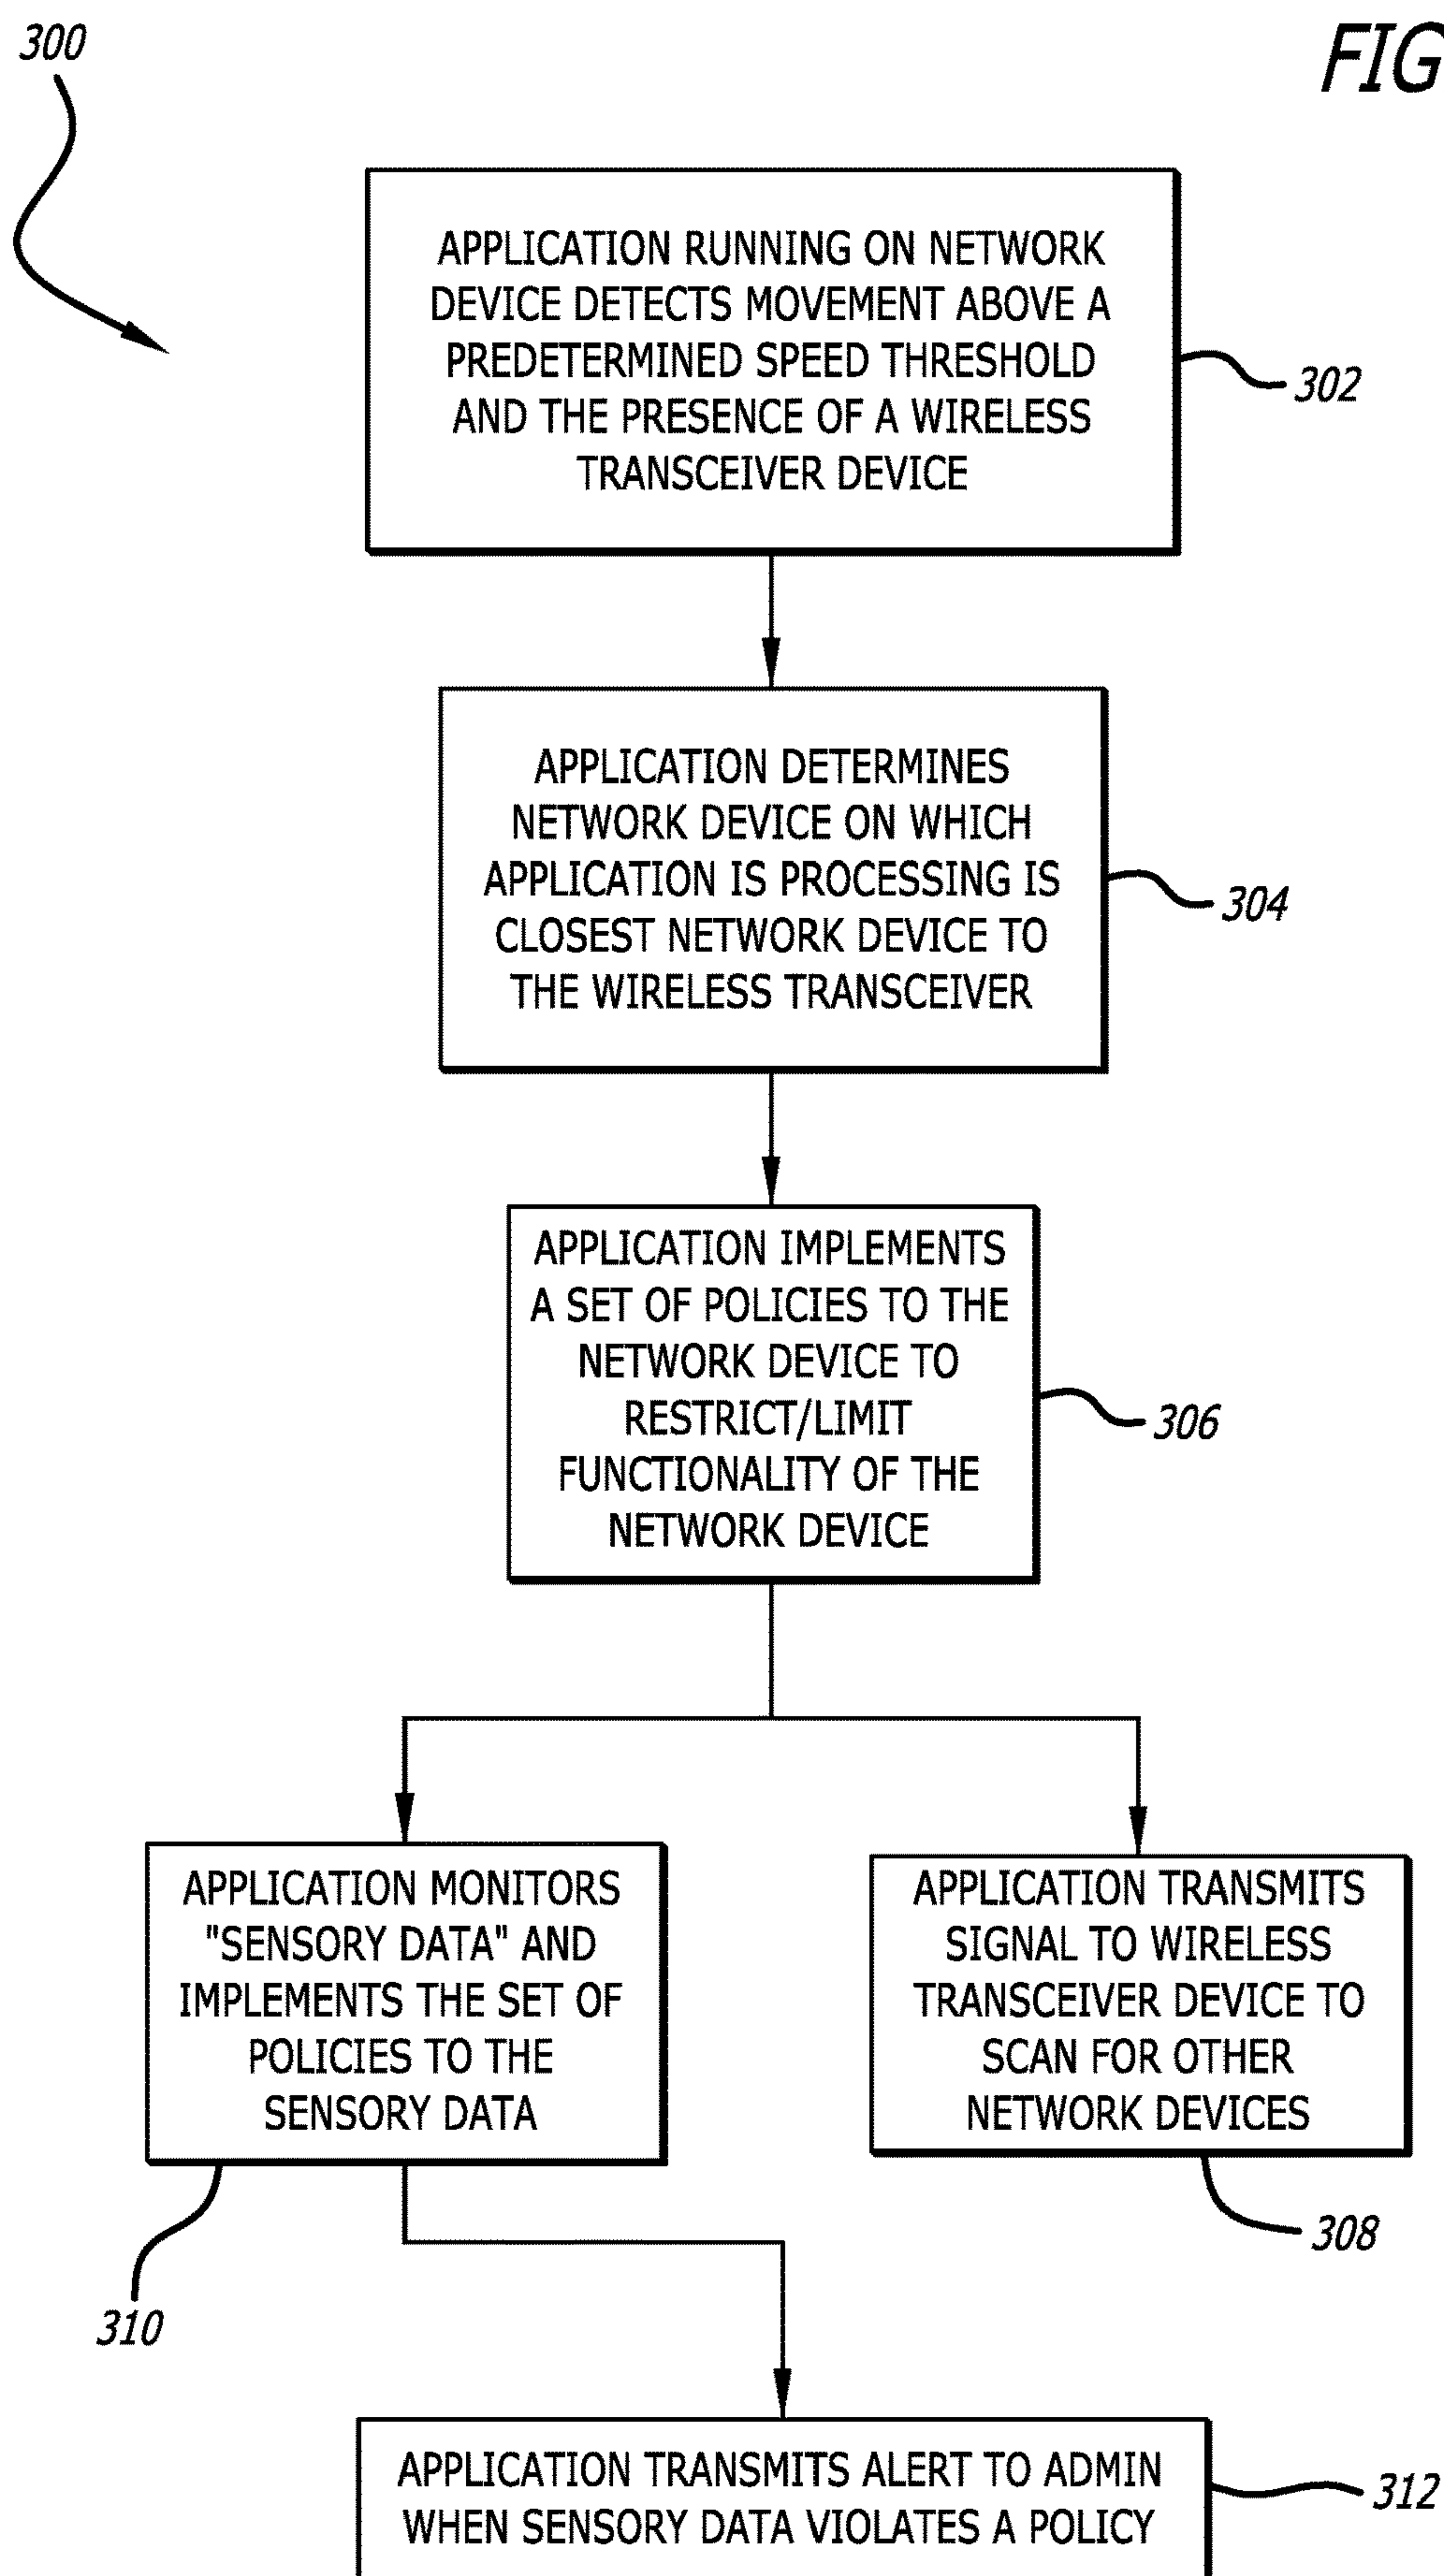 300
FIG
APPLICATION RUNNING ON NETWORK
DEVICE DETECTS MOVEMENT ABOVE A
PREDETERMINED SPEED THRESHOLD
AND THE PRESENCE OF A WIRELESS
TRANSCEIVER DEVICE
302
APPLICATION DETERMINES
NETWORK DEVICE ON WHICH
APPLICATION IS PROCESSING IS
CLOSEST NETWORK DEVICE TO
THE WIRELESS TRANSCEIVER
304
APPLICATION IMPLEMENTS
A SET OF POLICIES TO THE
NETWORK DEVICE TO
RESTRICT/LIMIT
FUNCTIONALITY OF THE
NETWORK DEVICE
306
APPLICATION MONITORS
"SENSORY DATA" AND
IMPLEMENTS THE SET OF
POLICIES TO THE
SENSORY DATA
310
APPLICATION TRANSMITS
SIGNAL TO WIRELESS
TRANSCEIVER DEVICE TO
SCAN FOR OTHER
NETWORK DEVICES
308
APPLICATION TRANSMITS ALERT TO ADMIN
WHEN SENSORY DATA VIOLATES A POLICY
312